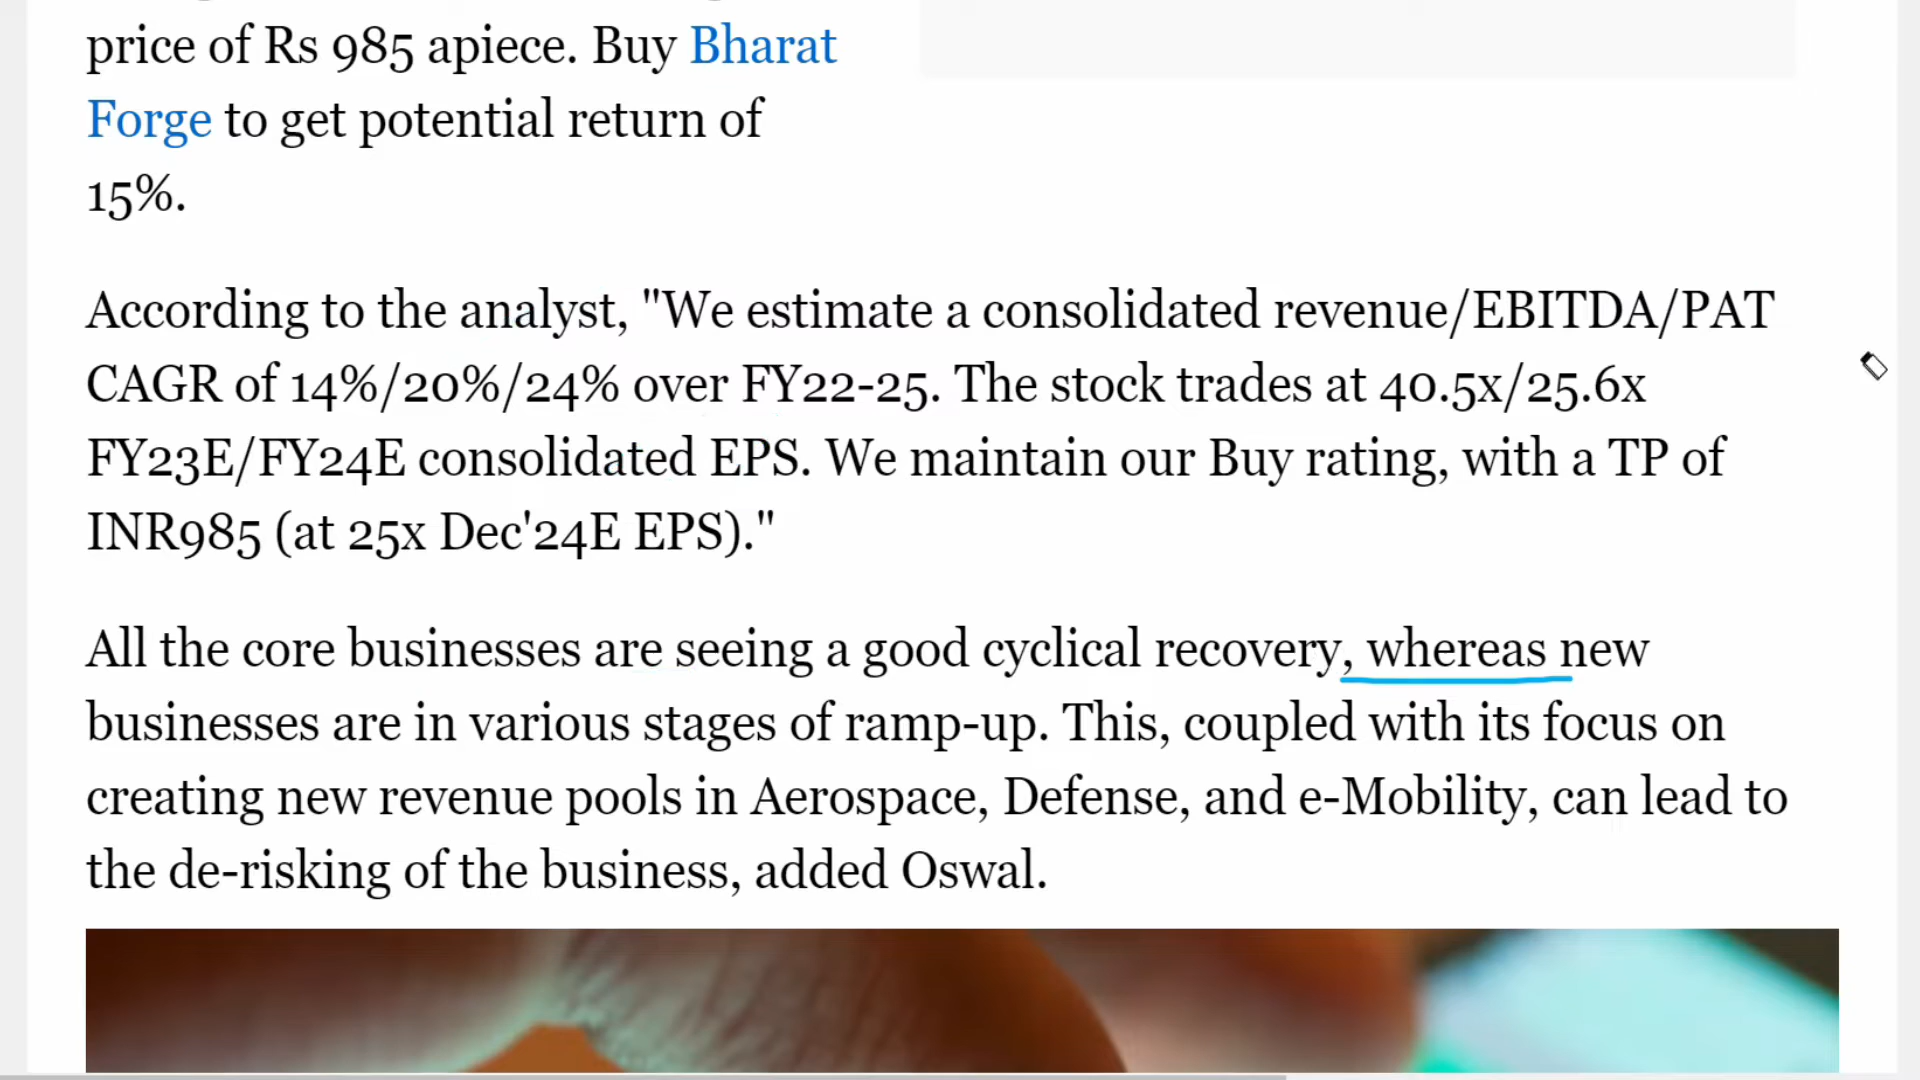 price of Rs 985 apiece. Buy Bharat
Forge to get potential return of
15%.
According to the analyst, "We estimate a consolidated revenue/EBITDA/PAT
CAGR of 14%/20%/24% over FY22-25. The stock trades at 40.5x/25.6x
FY23E/FY24E consolidated EPS. We maintain our Buy rating, with a TP of
INR985 (at 25x Dec'24E EPS)."
All the core businesses are seeing a good cyclical recovery, whereas new
businesses are in various stages of ramp-up. This, coupled with its focus on
creating new revenue pools in Aerospace, Defense, and e-Mobility, can lead to
the de-risking of the business, added Oswal.